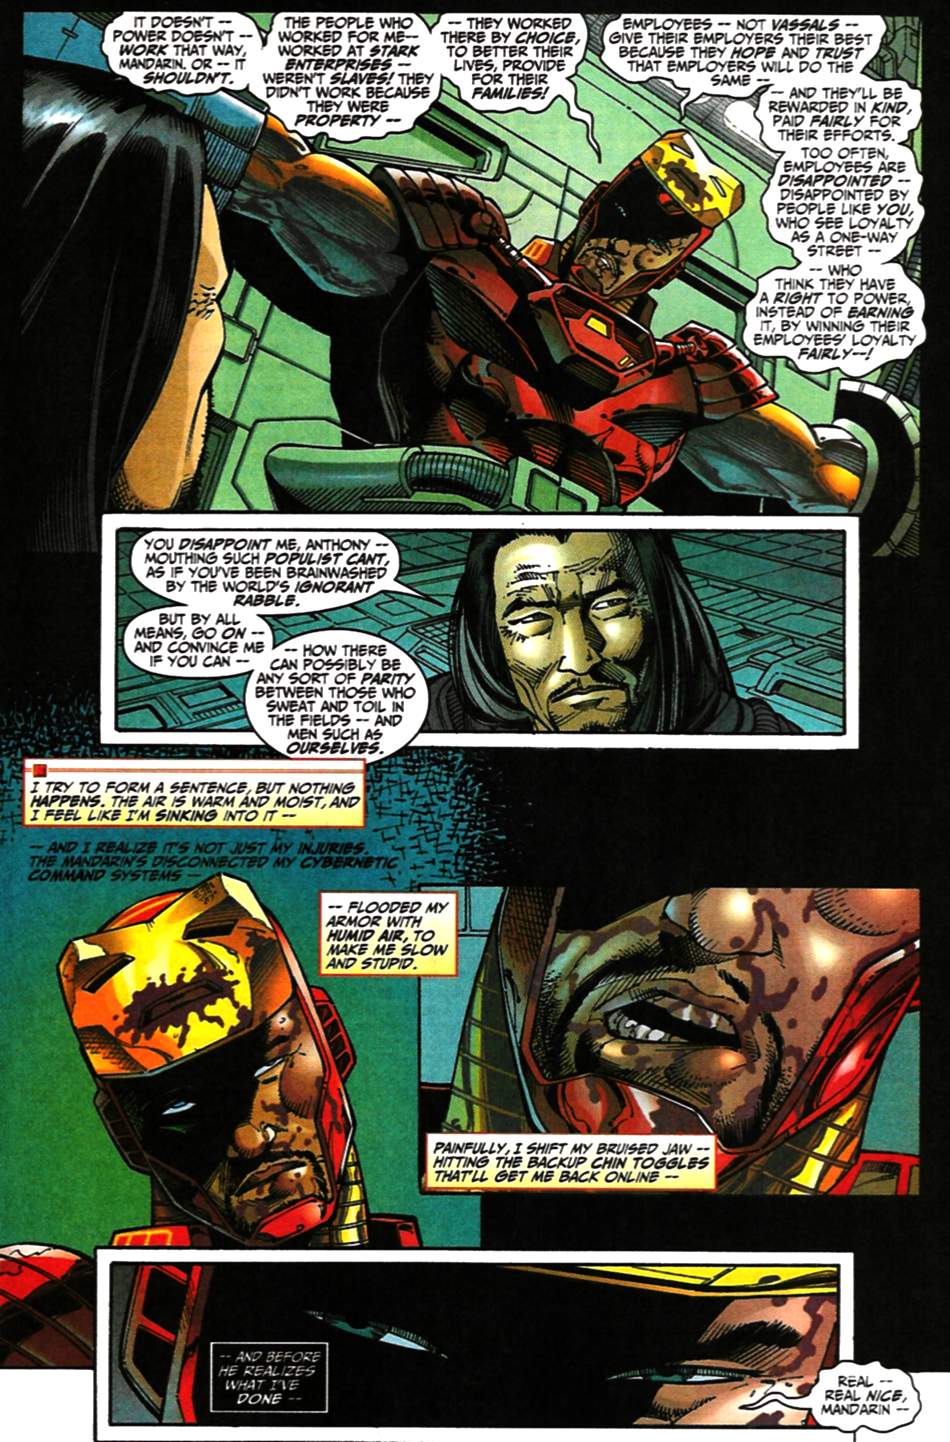 IT DOESN'T --
POWER DOESN'T --
WORK THAT WAY,
MANDARIN. OR -- IT
SHOULDN'T.
THE PEOPLE WHO
WORKED FOR ME--
WORKED AT STARK
ENTERPRISES --
WEREN'T SLAVES! THEY
DIDN'T WORK BECAUSE
THEY WERE
PROPERTY --
-- THEY WORKED
THERE BY CHOICE,
TO BETTER THEIR
LIVES, PROVIDE
FOR THEIR
FAMILIES!
EMPLOYEES -- NOT VASSALS --
GIVE THEIR EMPLOYERS THEIR BEST
BECAUSE THEY HOPE AND TRUST
THAT EMPLOYERS WILL DO THE
SAME --
-- AND THEY'LL BE
REWARDED IN KIND,
PAID FAIRLY FOR
THEIR EFFORTS.
TOO OFTEN,
EMPLOYEES ARE
DISAPPOINTED --
DISAPPOINTED BY
PEOPLE LIKE YOU,
WHO SEE LOYALTY
AS A ONE-WAY
STREET --
-- WHO
THINK THEY HAVE
A RIGHT TO POWER,
INSTEAD OF EARNING
IT, BY WINNING THEIR
EMPLOYEES' LOYALTY
FAIRLY--!
YOU DISAPPOINT ME, ANTHONY --
MOUTHING SUCH POPULIST CANT,
AS IF YOU'VE BEEN BRAINWASHED
BY THE WORLD'S IGNORANT
RABBLE.
BUT BY ALL
MEANS, GO ON --
AND CONVINCE ME
IF YOU CAN --
-- HOW THERE
CAN POSSIBLY BE
ANY SORT OF PARITY
BETWEEN THOSE WHO
SWEAT AND TOIL IN
THE FIELDS -- AND
MEN SUCH AS
OURSELVES.
I TRY TO FORM A SENTENCE, BUT NOTHING
HAPPENS. THE AIR IS WARM AND MOIST, AND
I FEEL LIKE I'M SINKING INTO IT --
-- AND I REALIZE IT'S NOT JUST MY INJURIES.
THE MANDARIN'S DISCONNECTED MY CYBERNETIC
COMMAND SYSTEMS --
-- FLOODED MY
ARMOR WITH
HUMID AIR, TO
MAKE ME SLOW
AND STUPID.
PAINFULLY, I SHIFT MY BRUISED JAW --
HITTING THE BACKUP CHIN TOGGLES
THAT'LL GET ME BACK ONLINE --
-- AND BEFORE
HE REALIZES
WHAT I'VE
DONE --
REAL --
REAL NICE,
MANDARIN --